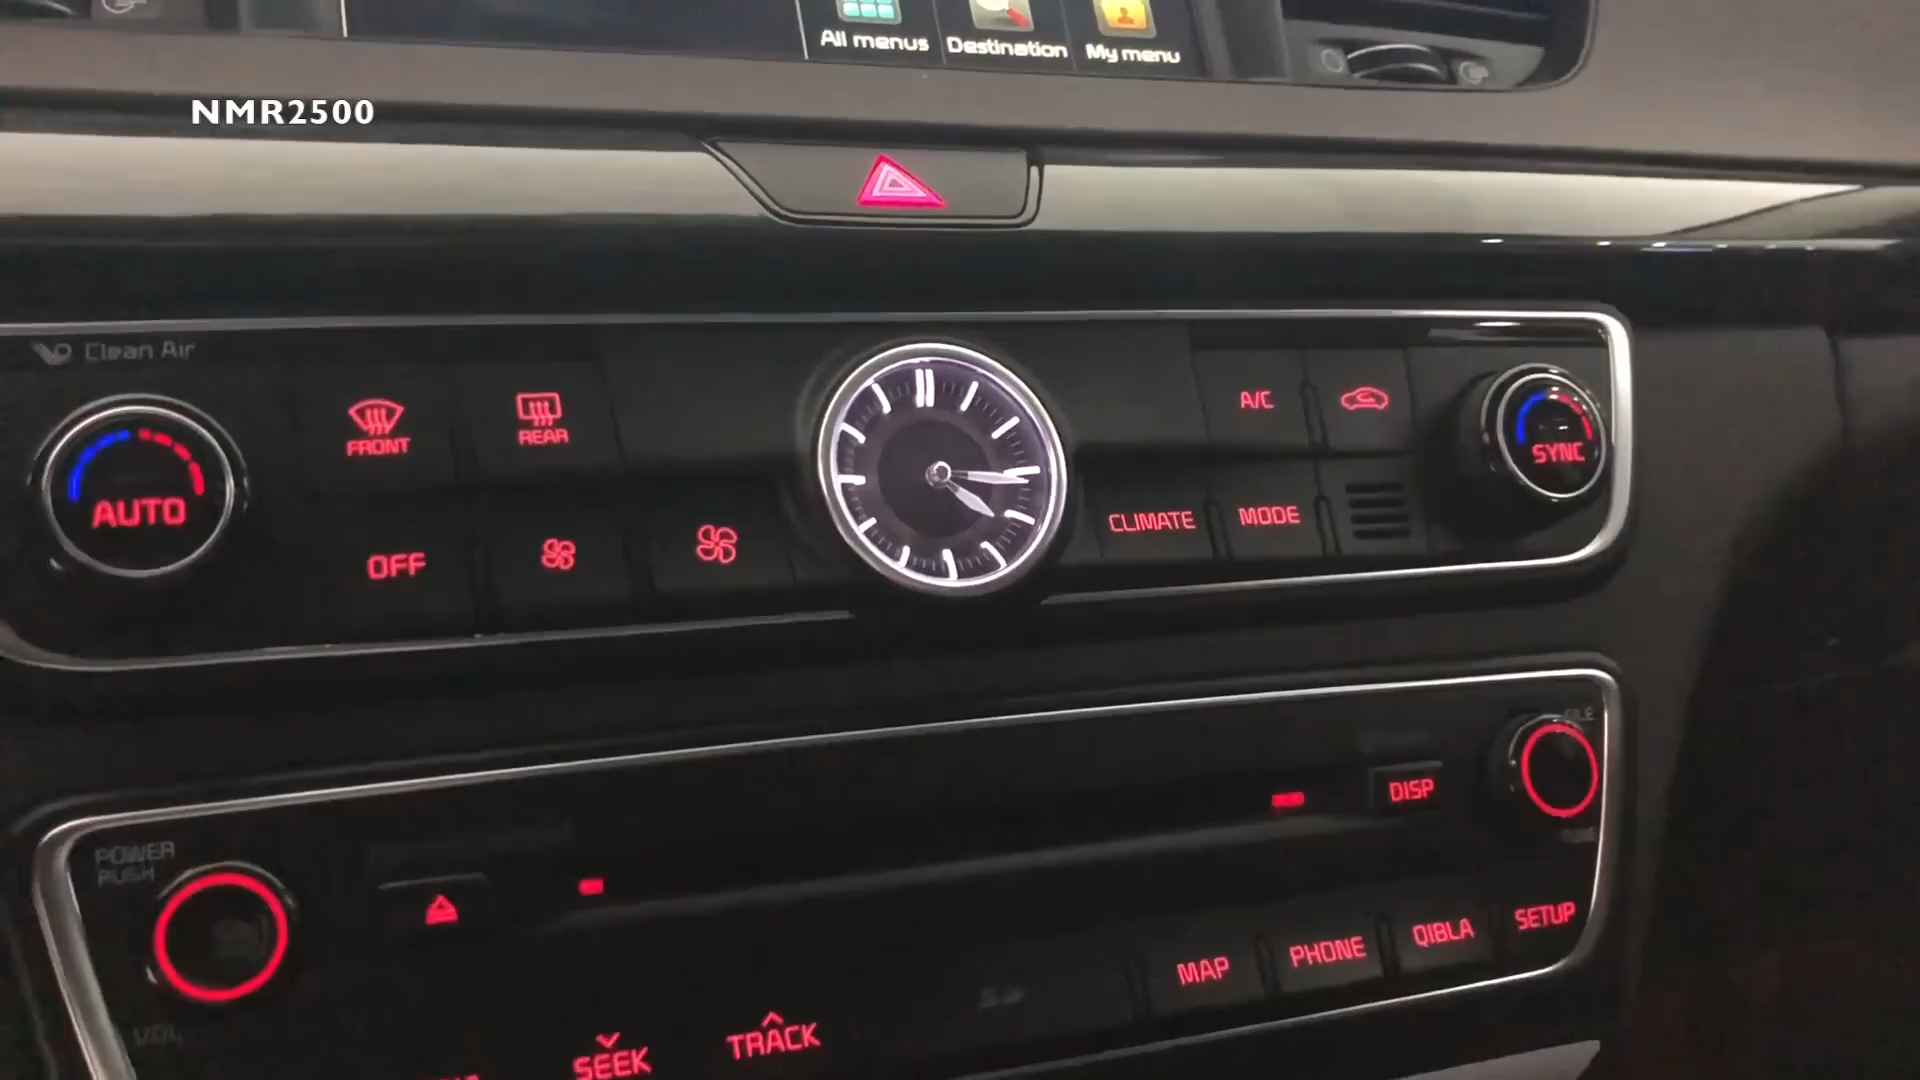 All menus
Destination
My menu
NMR2500
Clean Air
FRONT
REAR
A/C
SYNC
AUTO
OFF
CLIMATE
MODE
DISP
POWER
PUSH
MAP
PHONE
QIBLA
SETUP
VOL
SEEK
TRACK